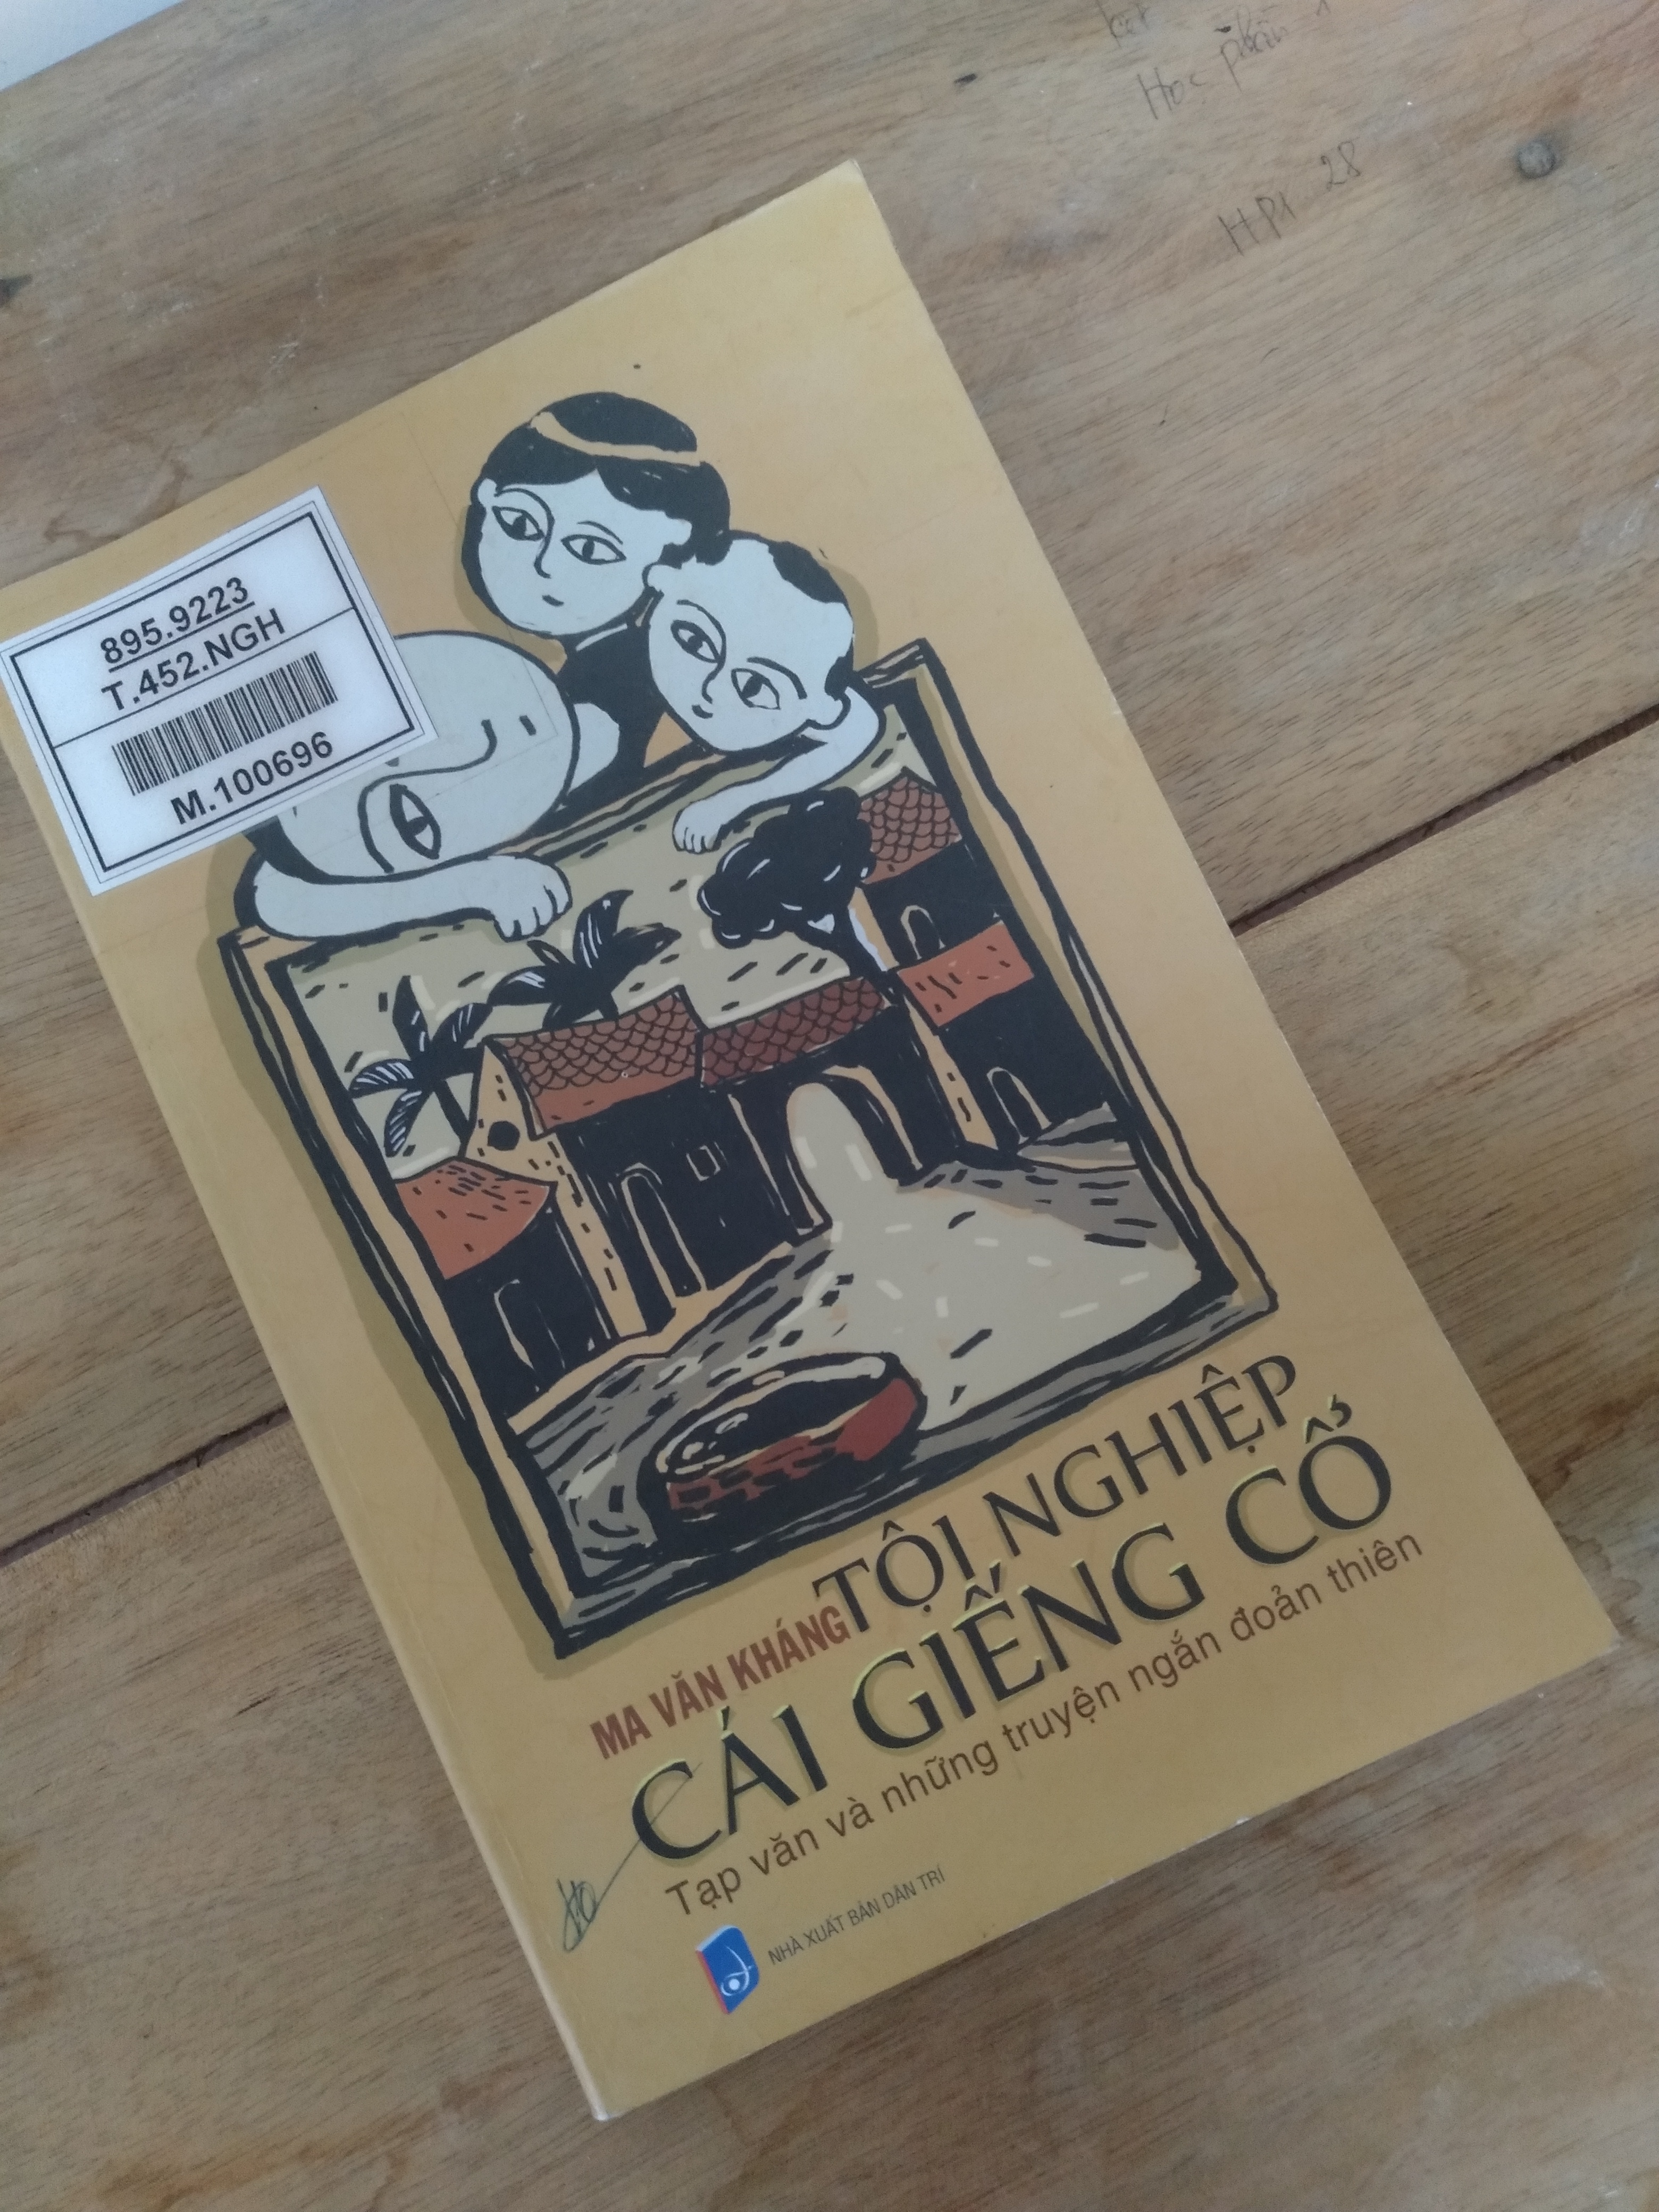 Học phần
HP1 28
895.9223
T.452.NGH
M.100696
MA VĂN KHÁNG
TỘI NGHIỆP
CÁI GIẾNG CỔ
Tạp văn và những truyện ngắn đoản thiên
NHÀ XUẤT BẢN DÂN TRÍ